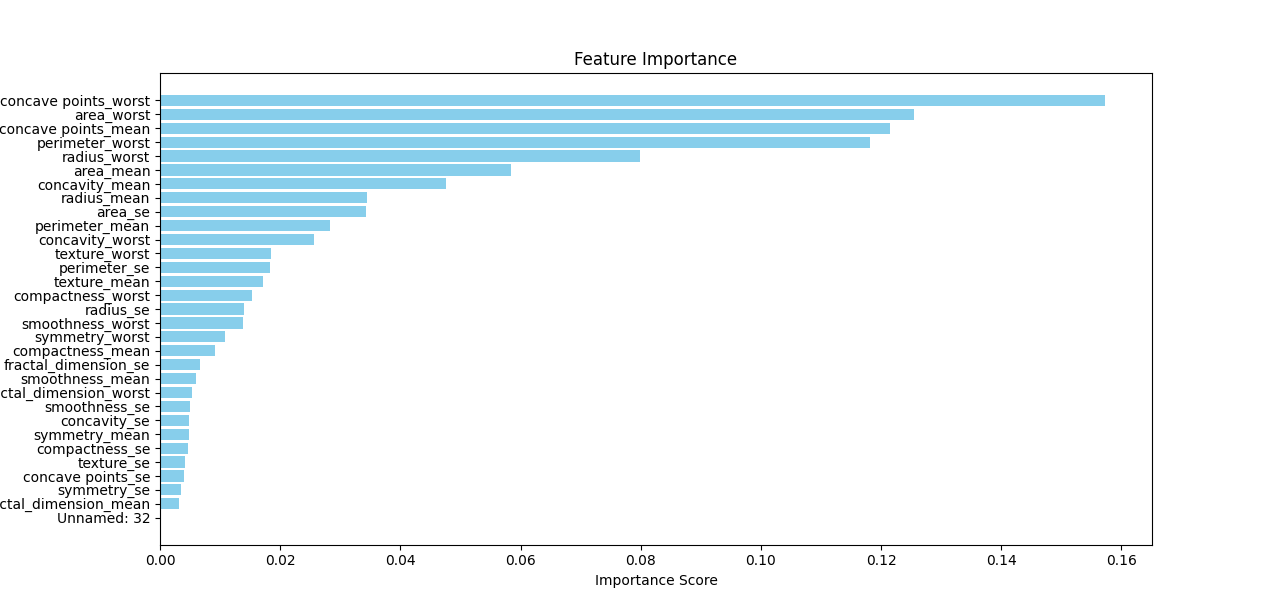 Feature Importance
concave points_worst
area_worst
concave points_mean
perimeter_worst
radius_worst
area_mean
concavity_mean
radius_mean
area_se
perimeter_mean
concavity_worst
texture_worst
perimeter_se
texture_mean
compactness_worst
radius_se
smoothness_worst
symmetry_worst
compactness_mean
fractal_dimension_se
smoothness_mean
ctal_dimension_worst
smoothness_se
concavity_se
symmetry_mean
compactness_se
texture_se
concave points_se
symmetry_se
ctal_dimension_mean
Unnamed: 32
0.00 0.02 0.04 0.06 0.08 0.10 0.12 0.14 0.16
Importance Score